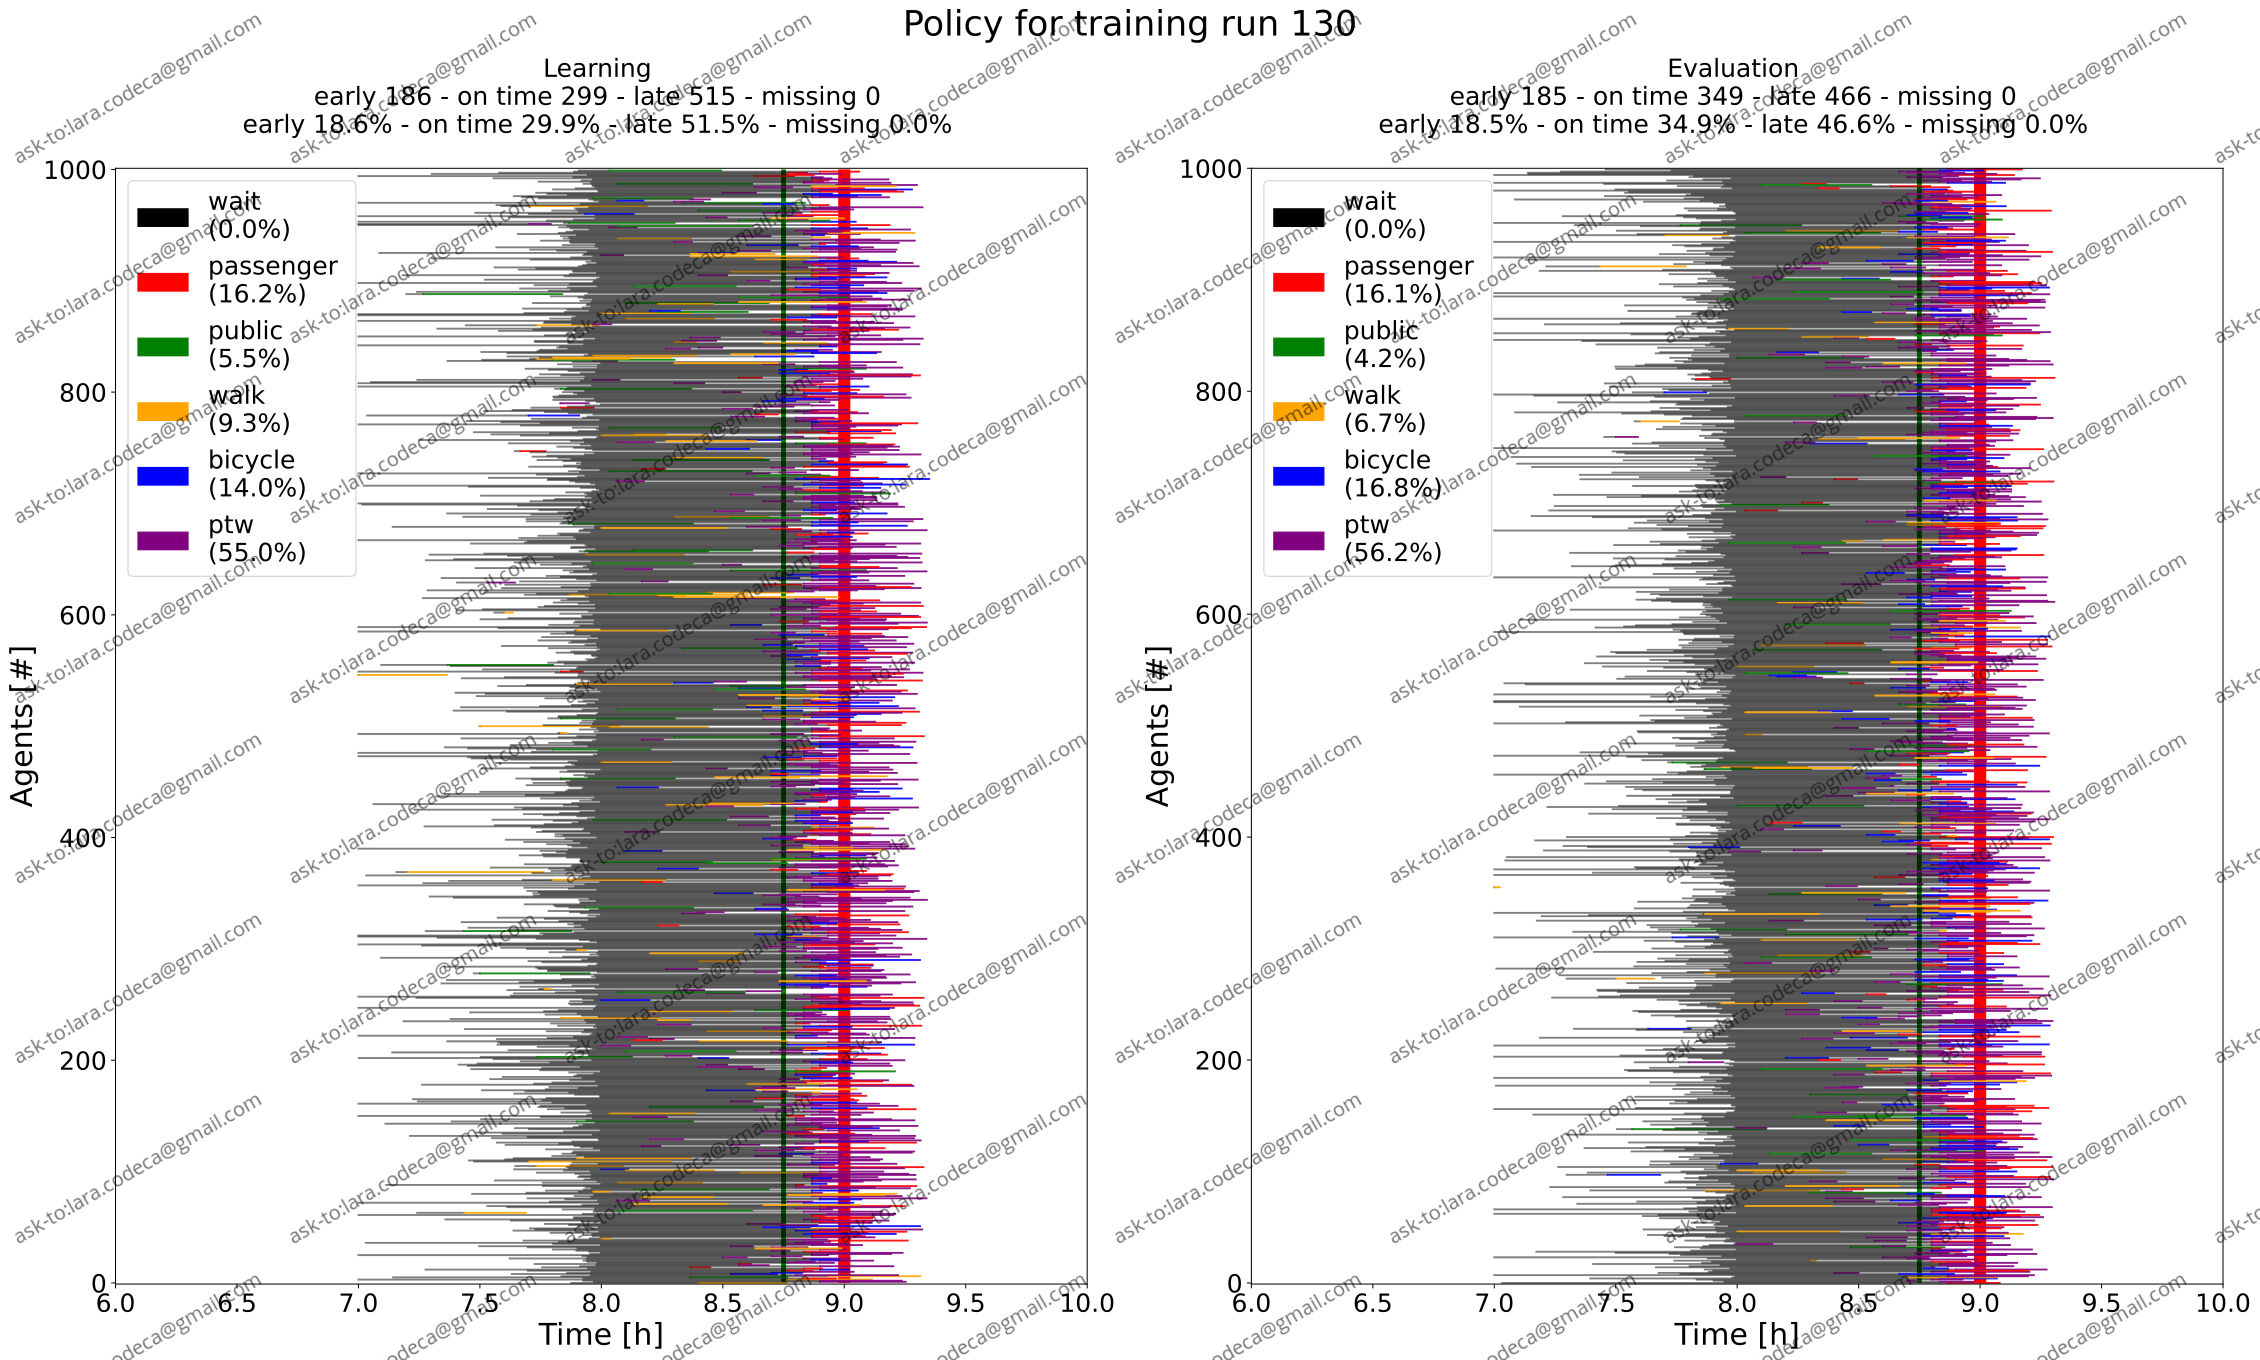 Policy for training run 130
Learning
early 186 - on time 299 - late 515 - missing 0
early 18.6% - on time 29.9% - late 51.5% - missing 0.0%
Agents [#]
1000
800
600
400
200
0
wait
(0.0%)
passenger
(16.2%)
public
(5.5%)
walk
(9.3%)
bicycle
(14.0%)
ptw
(55.0%)
6.0 6.5 7.0 7.5 8.0 8.5 9.0 9.5 10.0
Time [h]
Evaluation
early 185 - on time 349 - late 466 - missing 0
early 18.5% - on time 34.9% - late 46.6% - missing 0.0%
Agents [#]
1000
800
600
400
200
0
wait
(0.0%)
passenger
(16.1%)
public
(4.2%)
walk
(6.7%)
bicycle
(16.8%)
ptw
(56.2%)
6.0 6.5 7.0 7.5 8.0 8.5 9.0 9.5 10.0
Time [h]
ask-to:lara.codeca@gmail.com